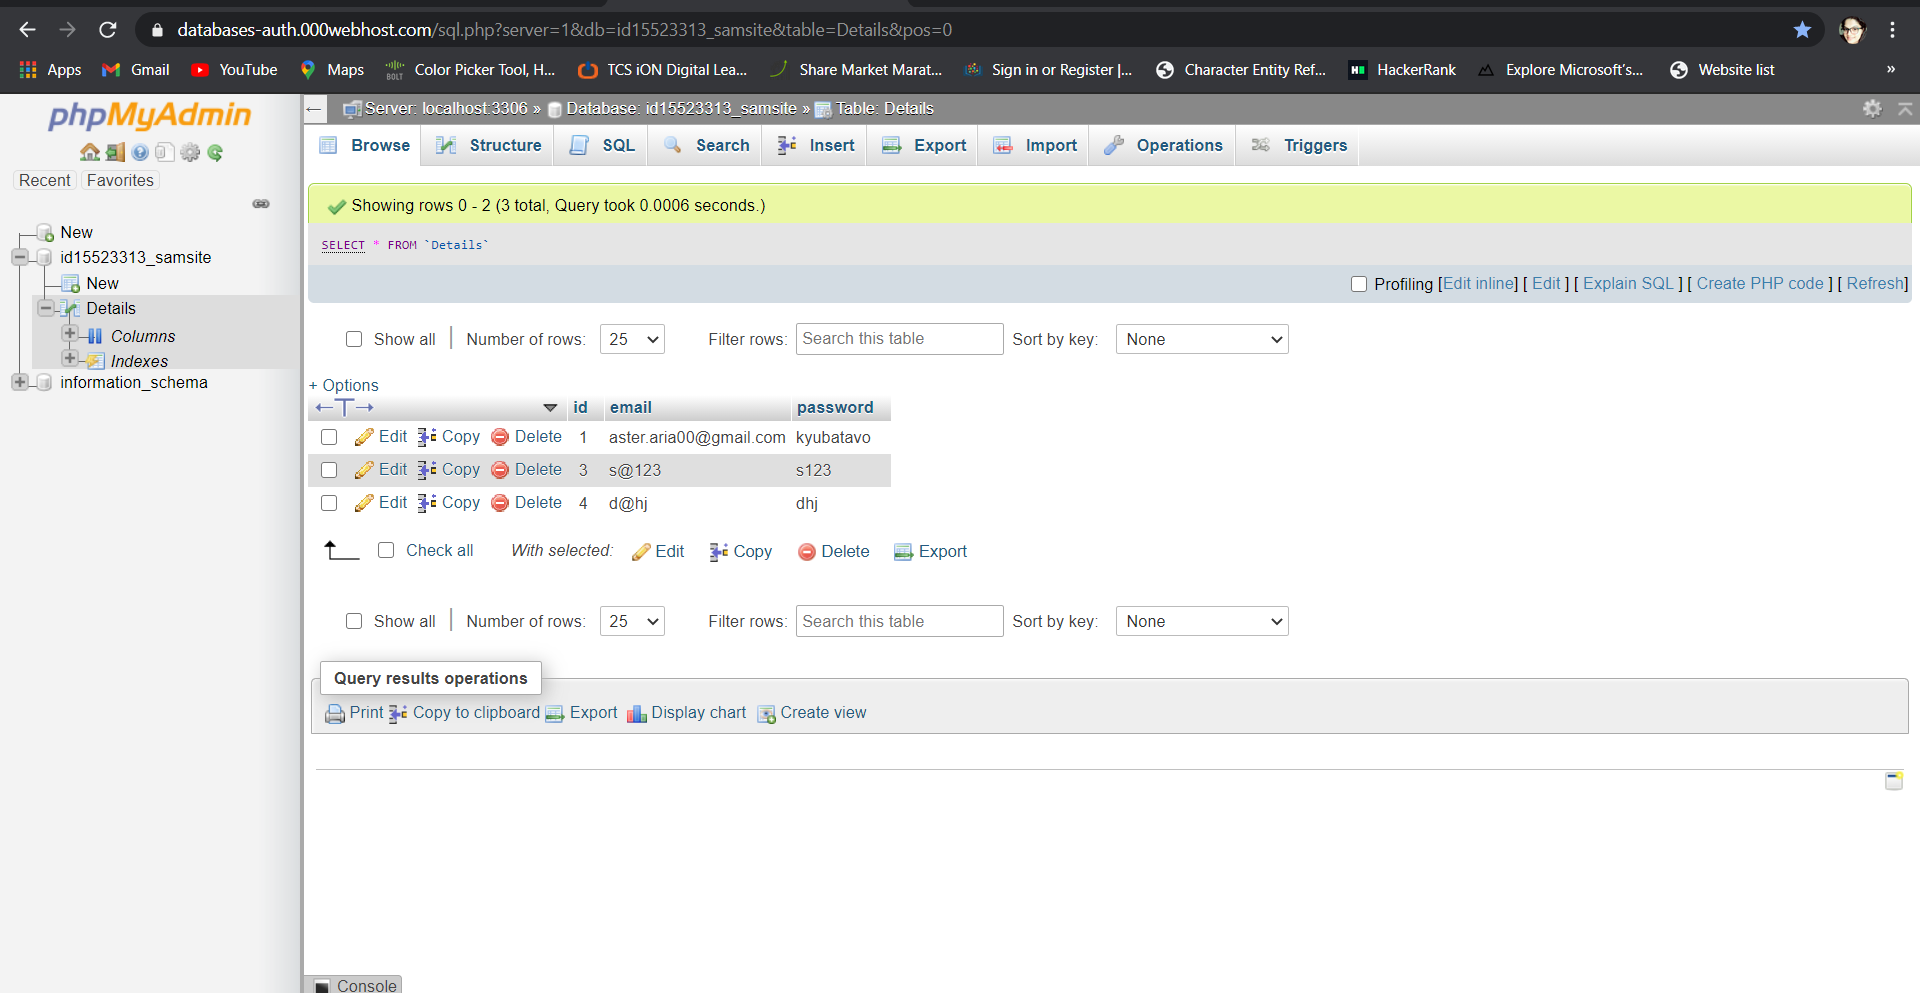 databases-auth.000webhost.com/sql.php?server=1&db=id15523313_samsite&table=Details&pos=0
Apps Gmail YouTube Maps BOLT Color Picker Tool, H... TCS iON Digital Lea... Share Market Marat... Sign in or Register |... Character Entity Ref... HackerRank Explore Microsoft's... Website list »
phpMyAdmin
Recent Favorites
New
id15523313_samsite
New
Details
Columns
Indexes
information_schema
← Server: localhost:3306 » Database: id15523313_samsite » Table: Details
Browse Structure SQL Search Insert Export Import Operations Triggers
Showing rows 0 - 2 (3 total, Query took 0.0006 seconds.)
SELECT * FROM `Details`
Profiling [Edit inline] [ Edit ] [ Explain SQL ] [ Create PHP code ] [ Refresh]
Show all | Number of rows: 25 Filter rows: Search this table Sort by key: None
+ Options
←T→ id email password
Edit Copy Delete 1 aster.aria00@gmail.com kyubatavo
Edit Copy Delete 3 s@123 s123
Edit Copy Delete 4 d@hj dhj
Check all With selected: Edit Copy Delete Export
Show all | Number of rows: 25 Filter rows: Search this table Sort by key: None
Query results operations
Print Copy to clipboard Export Display chart Create view
Console